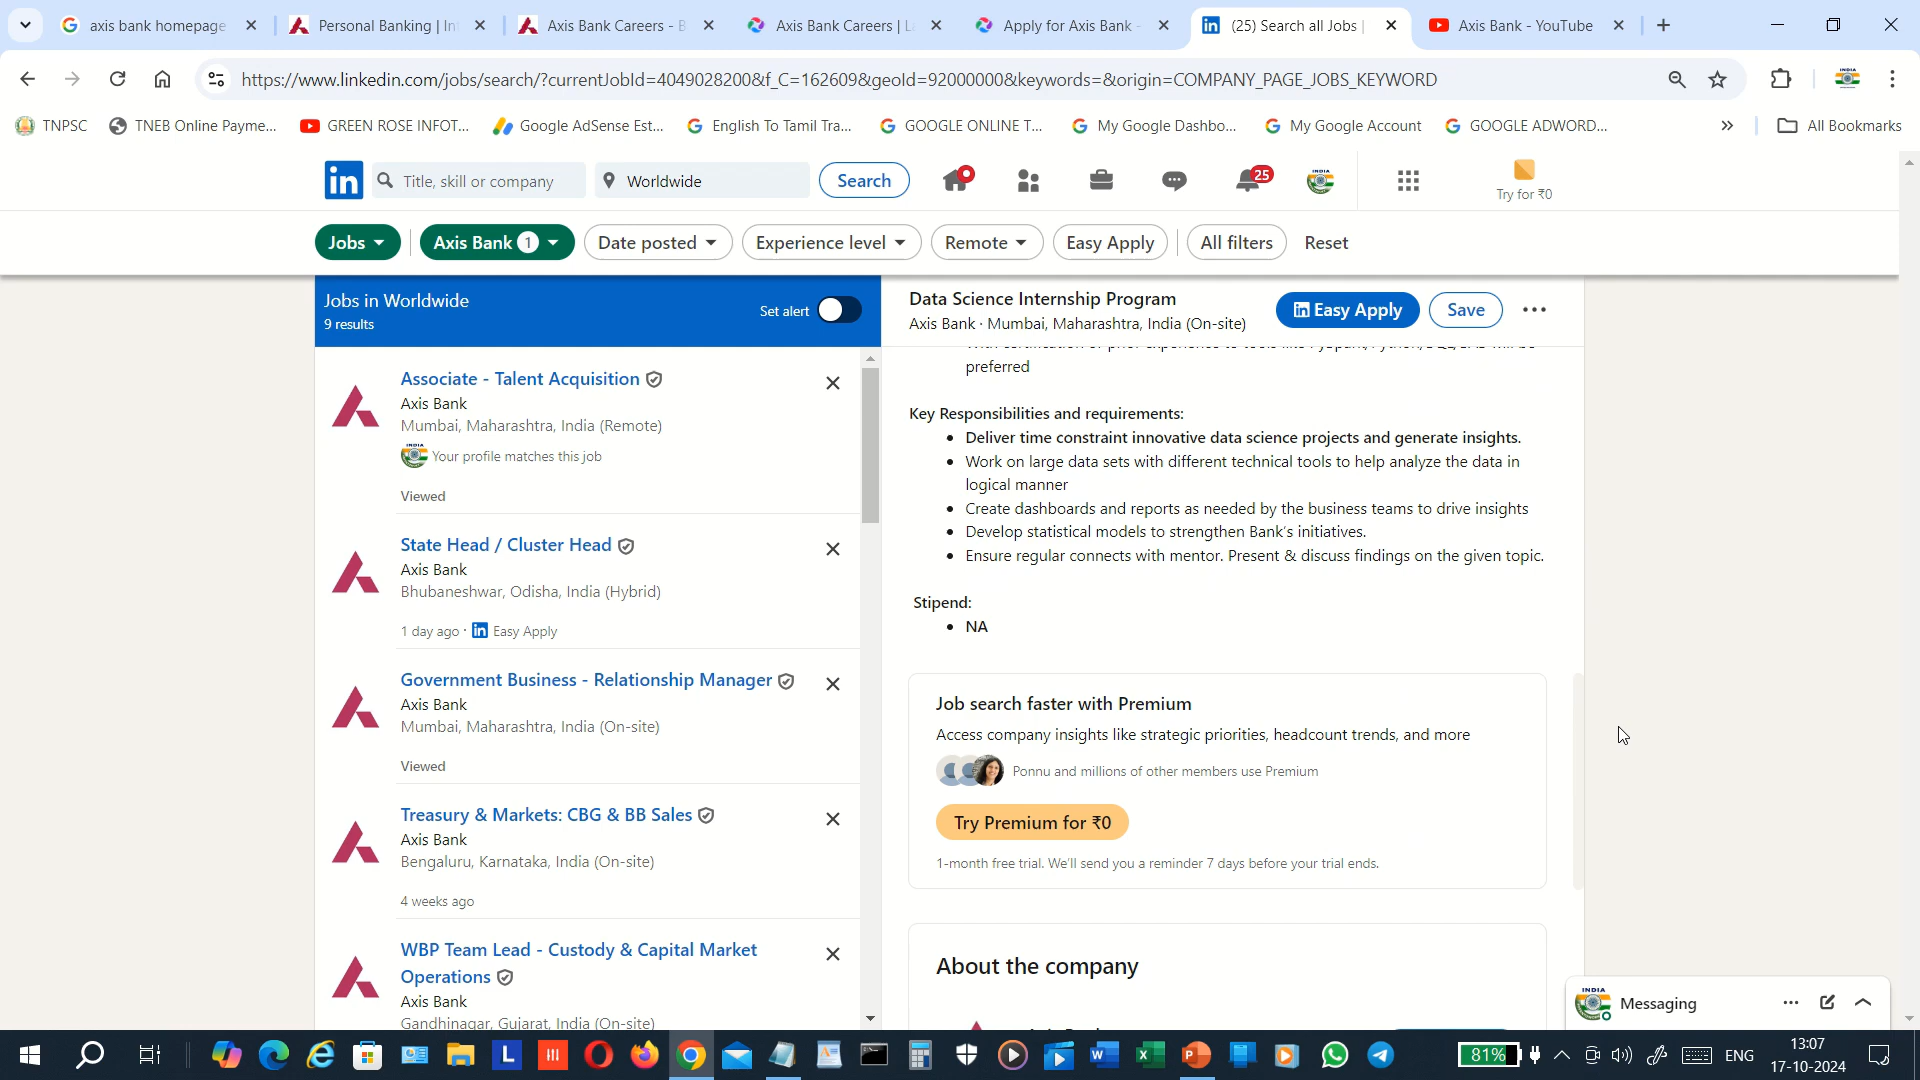 axis bank homepage
Personal Banking | In
Axis Bank Careers - B
Axis Bank Careers | L
Apply for Axis Bank -
(25) Search all Jobs |
Axis Bank - YouTube
https://www.linkedin.com/jobs/search/?currentJobId=4049028200&f_C=162609&geoId=92000000&keywords=&origin=COMPANY_PAGE_JOBS_KEYWORD
TNPSC
TNEB Online Payme...
GREEN ROSE INFOT...
Google AdSense Est...
English To Tamil Tra...
GOOGLE ONLINE T...
My Google Dashbo...
My Google Account
GOOGLE ADWORD...
All Bookmarks
in
Title, skill or company
Worldwide
Search
25
INDIA
Try for ₹0
Jobs
Axis Bank 1
Date posted
Experience level
Remote
Easy Apply
All filters
Reset
Jobs in Worldwide
9 results
Set alert
Associate - Talent Acquisition
Axis Bank
Mumbai, Maharashtra, India (Remote)
Your profile matches this job
Viewed
State Head / Cluster Head
Axis Bank
Bhubaneshwar, Odisha, India (Hybrid)
1 day ago · in Easy Apply
Government Business - Relationship Manager
Axis Bank
Mumbai, Maharashtra, India (On-site)
Viewed
Treasury & Markets: CBG & BB Sales
Axis Bank
Bengaluru, Karnataka, India (On-site)
4 weeks ago
WBP Team Lead - Custody & Capital Market
Operations
Axis Bank
Gandhinagar, Gujarat, India (On-site)
Data Science Internship Program
Axis Bank · Mumbai, Maharashtra, India (On-site)
in Easy Apply
Save
preferred
Key Responsibilities and requirements:
• Deliver time constraint innovative data science projects and generate insights.
• Work on large data sets with different technical tools to help analyze the data in
logical manner
• Create dashboards and reports as needed by the business teams to drive insights
• Develop statistical models to strengthen Bank's initiatives.
• Ensure regular connects with mentor. Present & discuss findings on the given topic.
Stipend:
• NA
Job search faster with Premium
Access company insights like strategic priorities, headcount trends, and more
Ponnu and millions of other members use Premium
Try Premium for ₹0
1-month free trial. We'll send you a reminder 7 days before your trial ends.
About the company
INDIA
Messaging
81%
ENG
13:07
17-10-2024